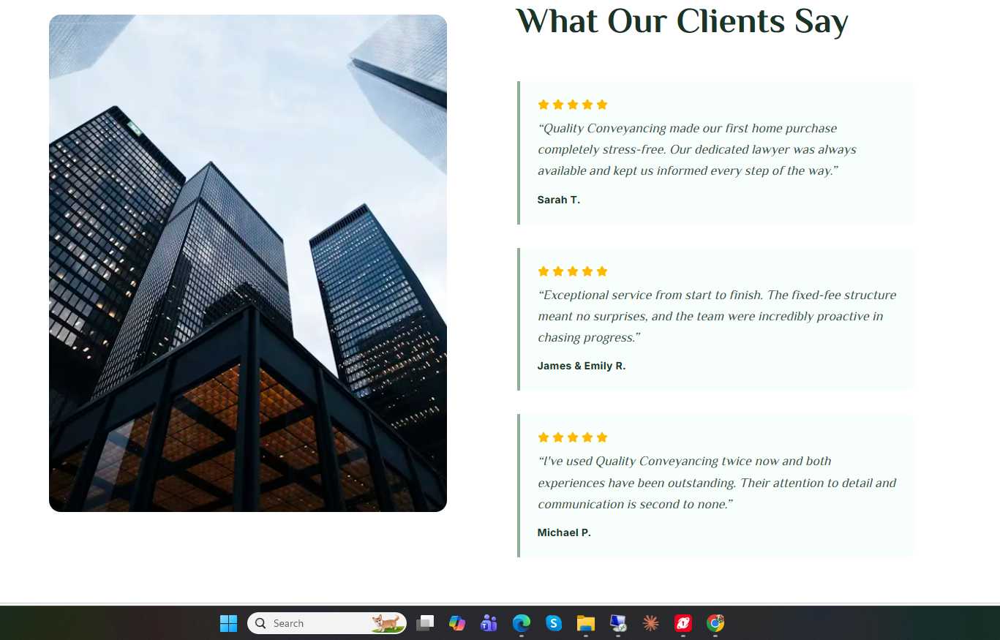 What Our Clients Say
“Quality Conveyancing made our first home purchase
completely stress-free. Our dedicated lawyer was always
available and kept us informed every step of the way.”
Sarah T.
“Exceptional service from start to finish. The fixed-fee structure
meant no surprises, and the team were incredibly proactive in
chasing progress.”
James & Emily R.
“I've used Quality Conveyancing twice now and both
experiences have been outstanding. Their attention to detail and
communication is second to none.”
Michael P.
Search